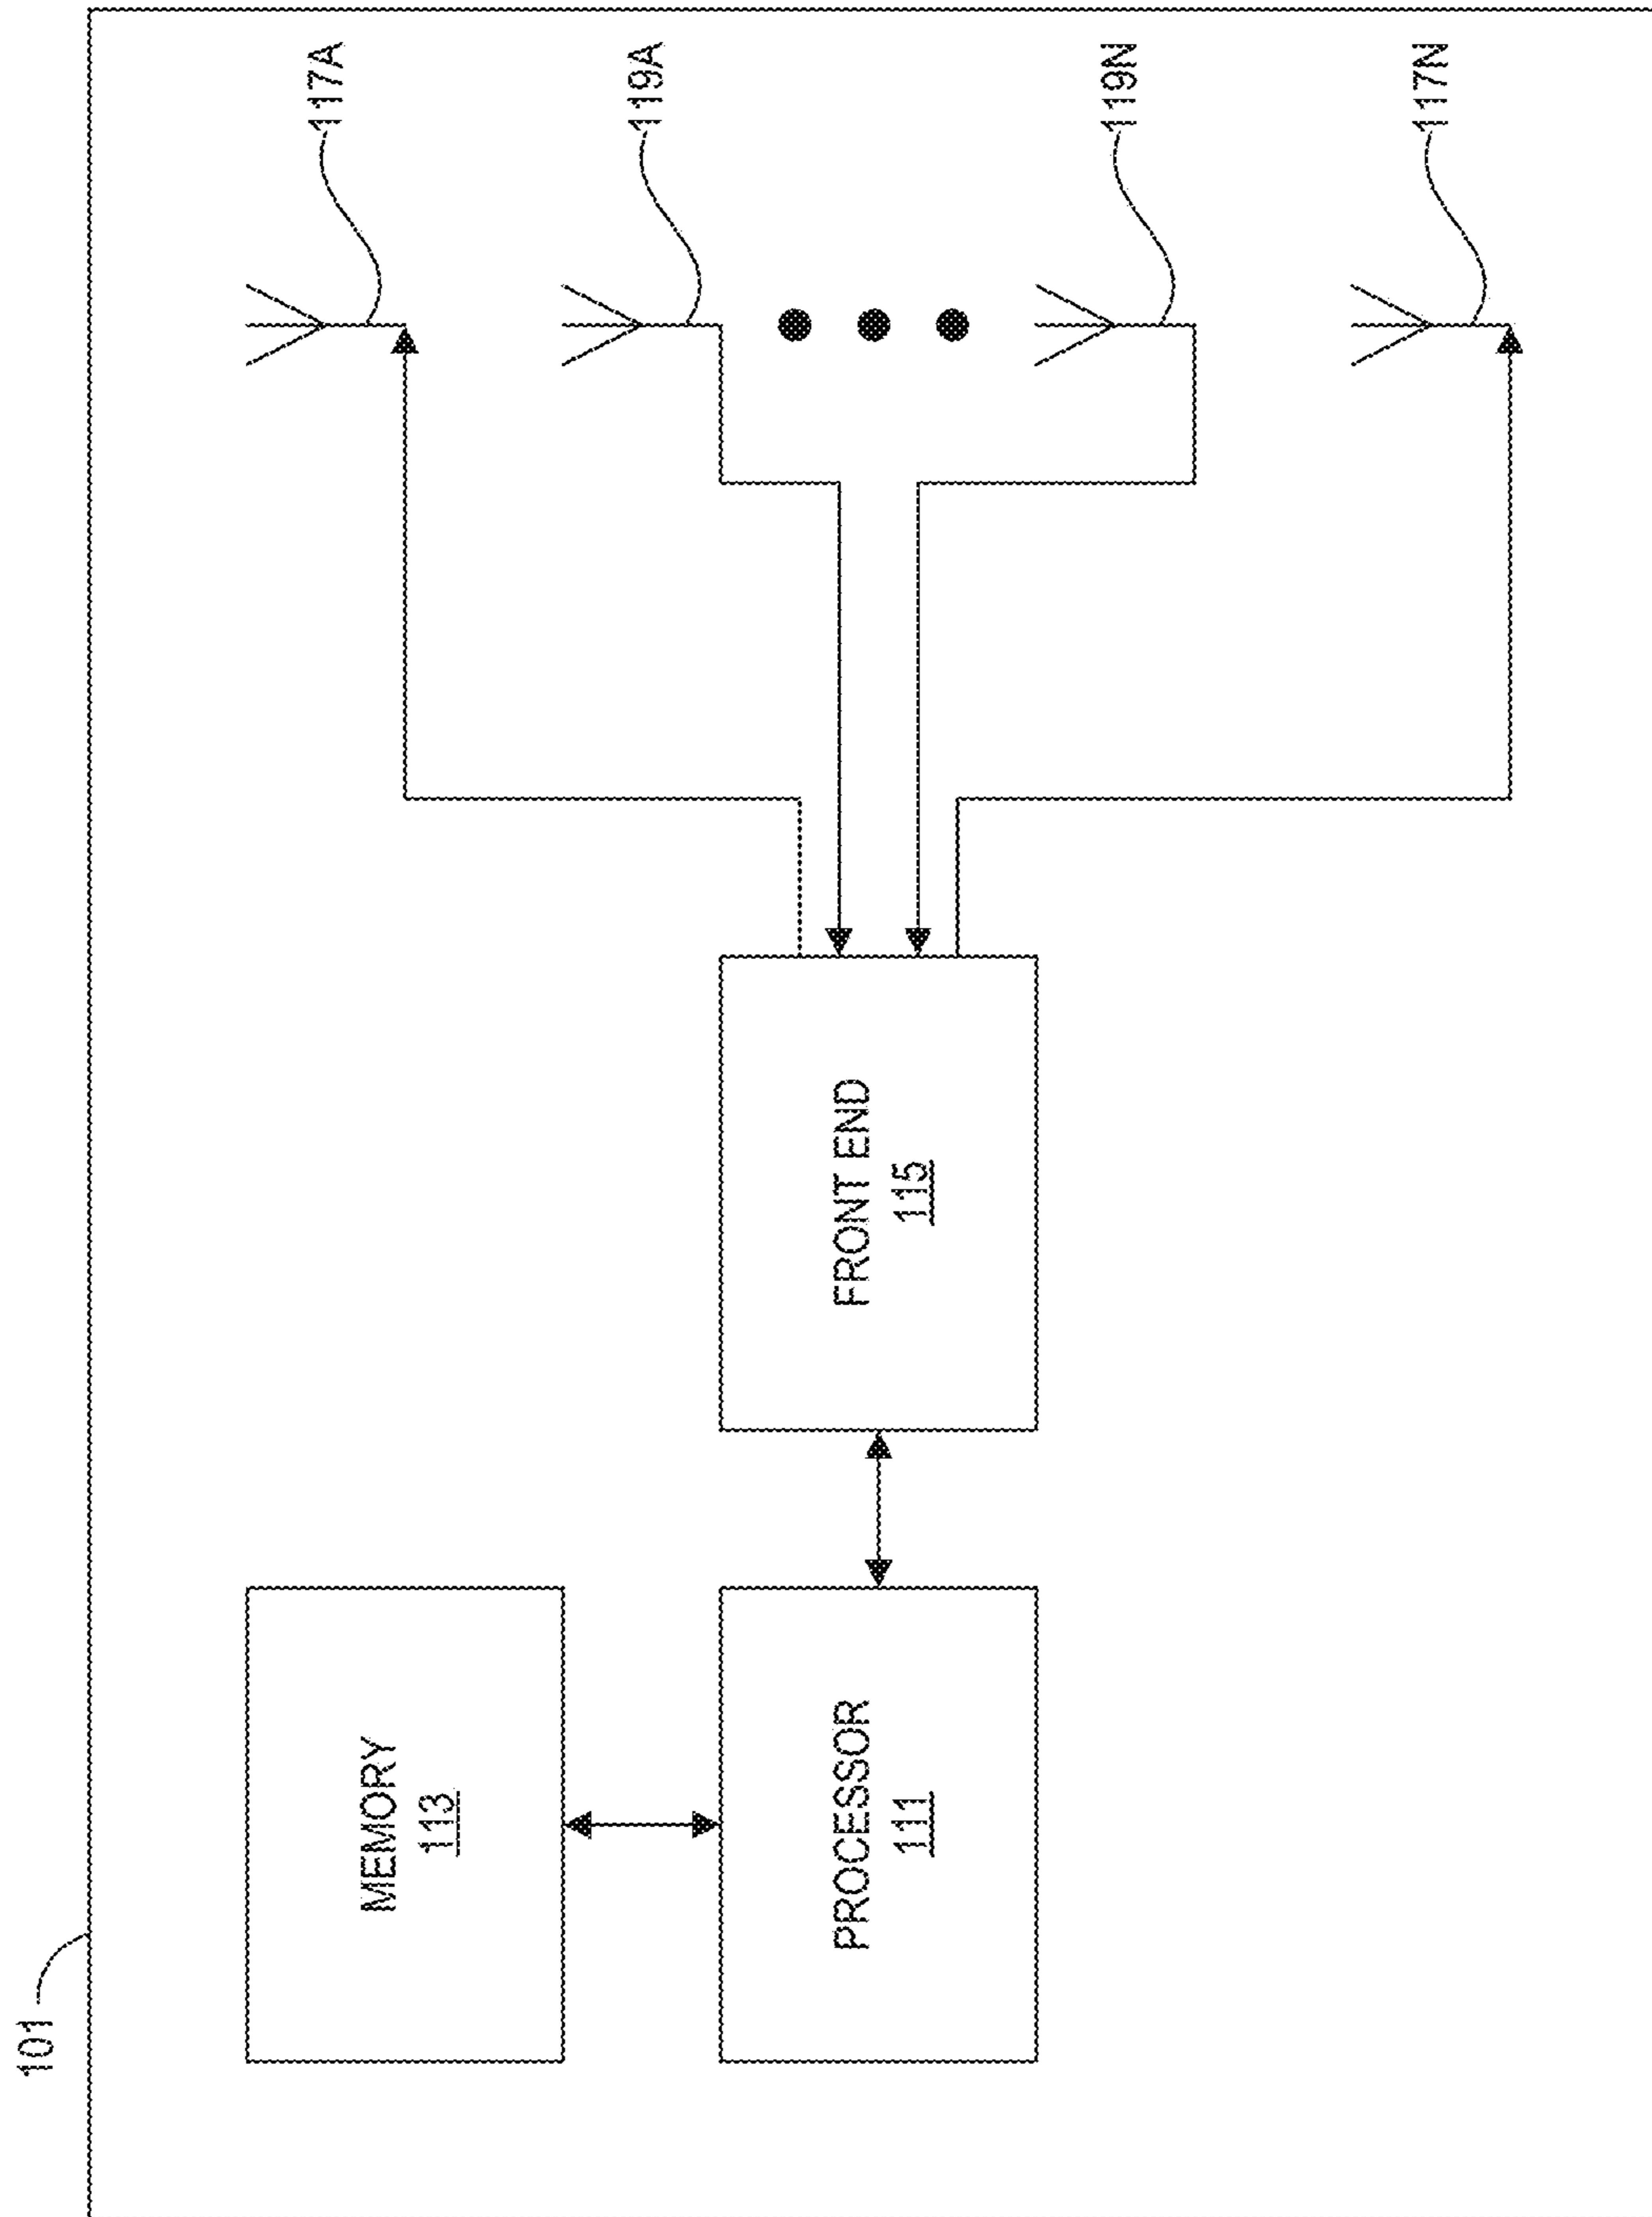 101
MEMORY
113
PROCESSOR
111
FRONT END
115
117A
119A
119N
117N